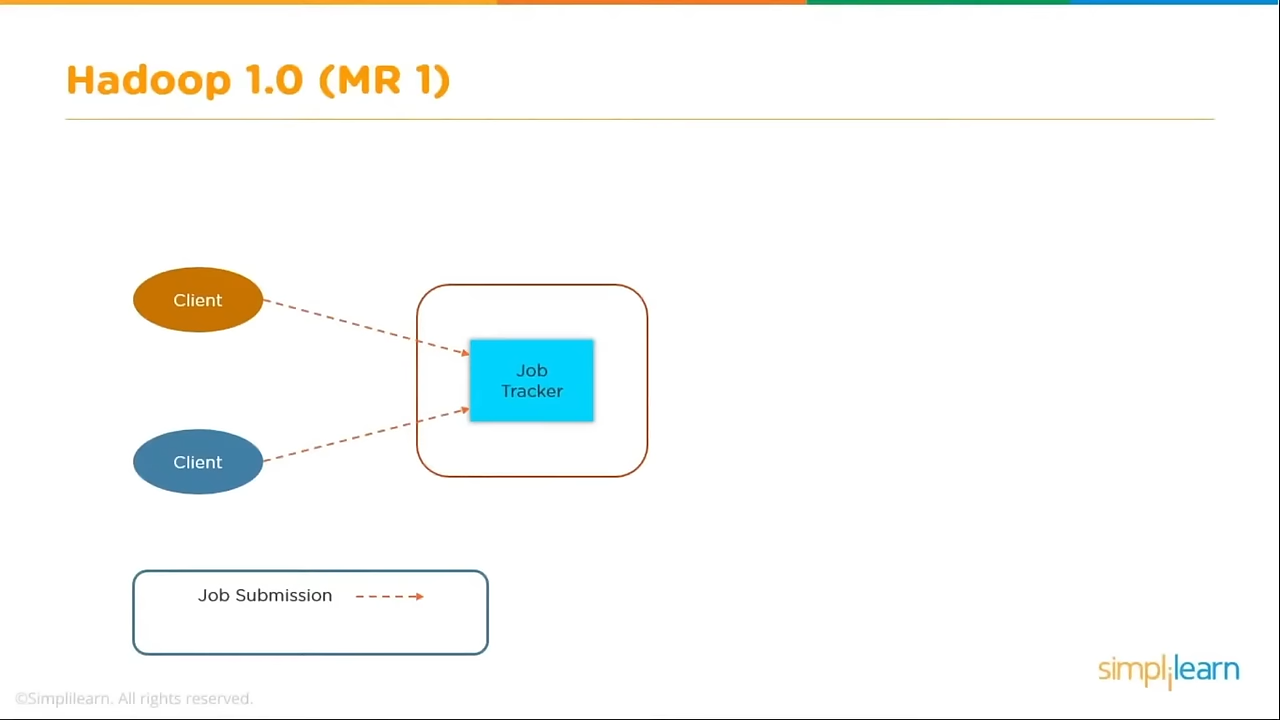 Hadoop 1.0 (MR 1)
Client
Job
Tracker
Client
Job Submission
simplilearn
©Simplilearn. All rights reserved.